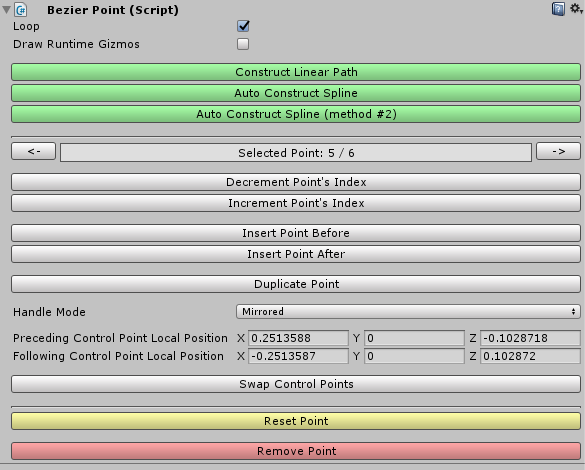 Bezier Point (Script)
Loop
Draw Runtime Gizmos
Construct Linear Path
Auto Construct Spline
Auto Construct Spline (method #2)
<- Selected Point: 5 / 6 ->
Decrement Point's Index
Increment Point's Index
Insert Point Before
Insert Point After
Duplicate Point
Handle Mode Mirrored
Preceding Control Point Local Position X 0.2513588 Y 0 Z -0.1028718
Following Control Point Local Position X -0.2513587 Y 0 Z 0.102872
Swap Control Points
Reset Point
Remove Point